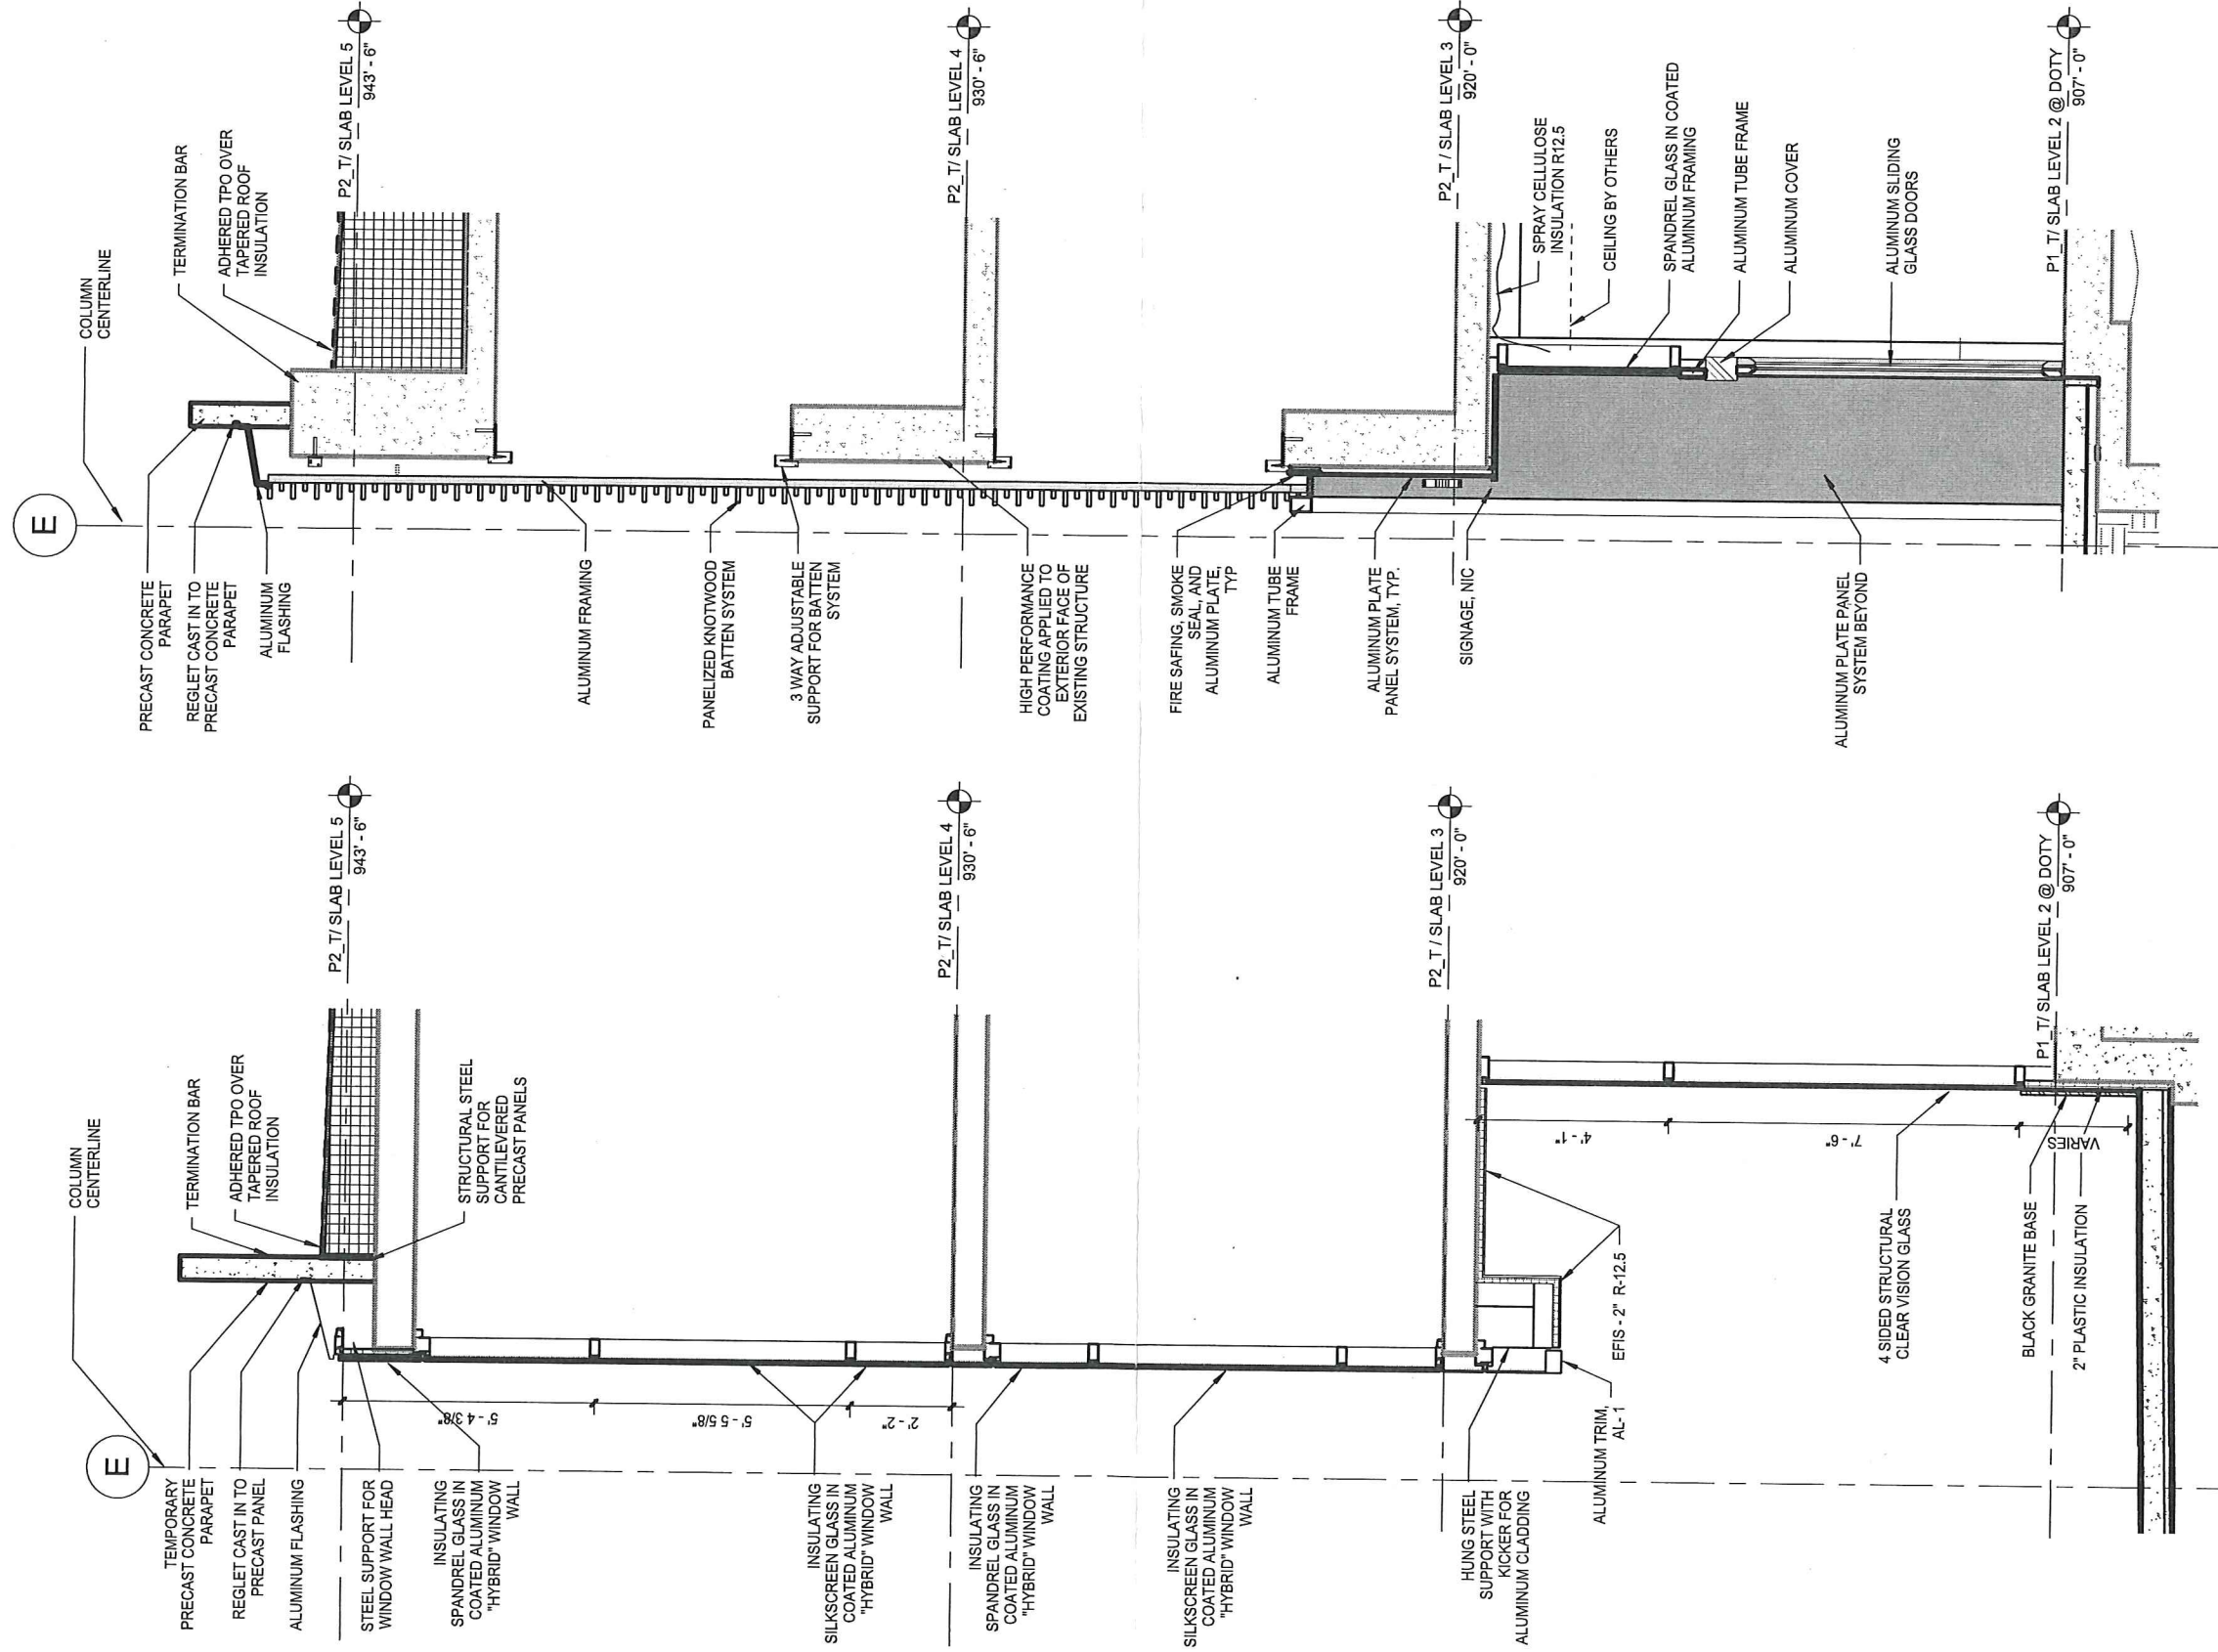 E
COLUMN
CENTERLINE
PRECAST CONCRETE
PARAPET
REGLET CAST IN TO
PRECAST CONCRETE
PARAPET
ALUMINUM
FLASHING
ALUMINUM FRAMING
PANELIZED KNOTWOOD
BATTEN SYSTEM
3 WAY ADJUSTABLE
SUPPORT FOR BATTEN
SYSTEM
HIGH PERFORMANCE
COATING APPLIED TO
EXTERIOR FACE OF
EXISTING STRUCTURE
FIRE SAFING, SMOKE
SEAL, AND
ALUMINUM PLATE,
TYP
ALUMINUM TUBE
FRAME
ALUMINUM PLATE
PANEL SYSTEM, TYP.
SIGNAGE, NIC
ALUMINUM PLATE PANEL
SYSTEM BEYOND
TERMINATION BAR
ADHERED TPO OVER
TAPERED ROOF
INSULATION
P2_T/ SLAB LEVEL 5
943' - 6"
P2_T/ SLAB LEVEL 4
930' - 6"
P2_T / SLAB LEVEL 3
920' - 0"
SPRAY CELLULOSE
INSULATION R12.5
CEILING BY OTHERS
SPANDREL GLASS IN COATED
ALUMINUM FRAMING
ALUMINUM TUBE FRAME
ALUMINUM COVER
ALUMINUM SLIDING
GLASS DOORS
P1_T/ SLAB LEVEL 2 @ DOTY
907' - 0"
E
COLUMN
CENTERLINE
TEMPORARY
PRECAST CONCRETE
PARAPET
REGLET CAST IN TO
PRECAST PANEL
ALUMINUM FLASHING
STEEL SUPPORT FOR
WINDOW WALL HEAD
INSULATING
SPANDREL GLASS IN
COATED ALUMINUM
"HYBRID" WINDOW
WALL
INSULATING
SILKSCREEN GLASS IN
COATED ALUMINUM
"HYBRID" WINDOW
WALL
INSULATING
SPANDREL GLASS IN
COATED ALUMINUM
"HYBRID" WINDOW
WALL
INSULATING
SILKSCREEN GLASS IN
COATED ALUMINUM
"HYBRID" WINDOW
WALL
HUNG STEEL
SUPPORT WITH
KICKER FOR
ALUMINUM CLADDING
ALUMINUM TRIM,
AL- 1
EFIS - 2" R-12.5
5' - 4 3/8"
5' - 5 5/8"
2' - 2"
TERMINATION BAR
ADHERED TPO OVER
TAPERED ROOF
INSULATION
STRUCTURAL STEEL
SUPPORT FOR
CANTILEVERED
PRECAST PANELS
P2_T/ SLAB LEVEL 5
943' - 6"
P2_T/ SLAB LEVEL 4
930' - 6"
P2_T / SLAB LEVEL 3
920' - 0"
4' - 1"
7' - 6"
VARIES
4 SIDED STRUCTURAL
CLEAR VISION GLASS
BLACK GRANITE BASE
2" PLASTIC INSULATION
P1_T/ SLAB LEVEL 2 @ DOTY
907' - 0"